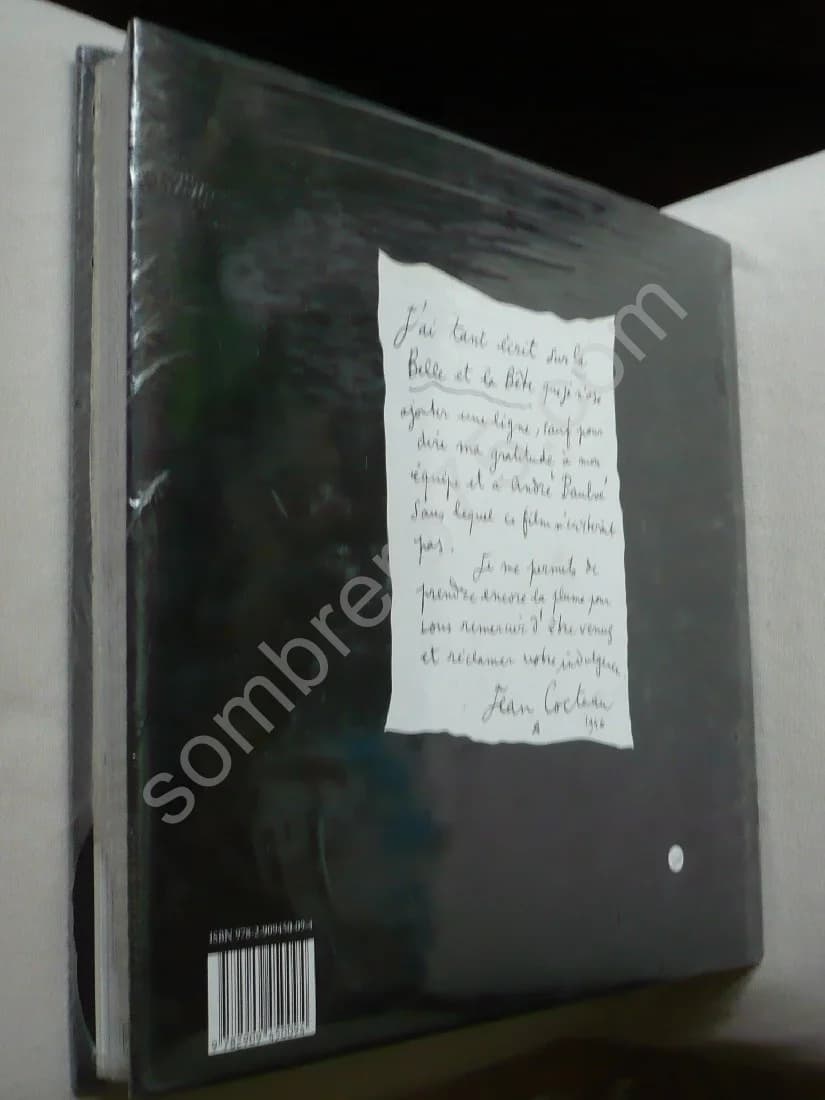 J'ai tant écrit sur la
Belle et la Bête que je n'ose
ajouter une ligne, sauf pour
dire ma gratitude à mon
équipe et à André Paulvé
sans lequel ce film n'existerait
pas.
Je me permets de
prendre encore la plume pour
vous remercier d'être venus
et réclamer votre indulgence
Jean Cocteau
1946
ISBN 978-2-909450-09-4